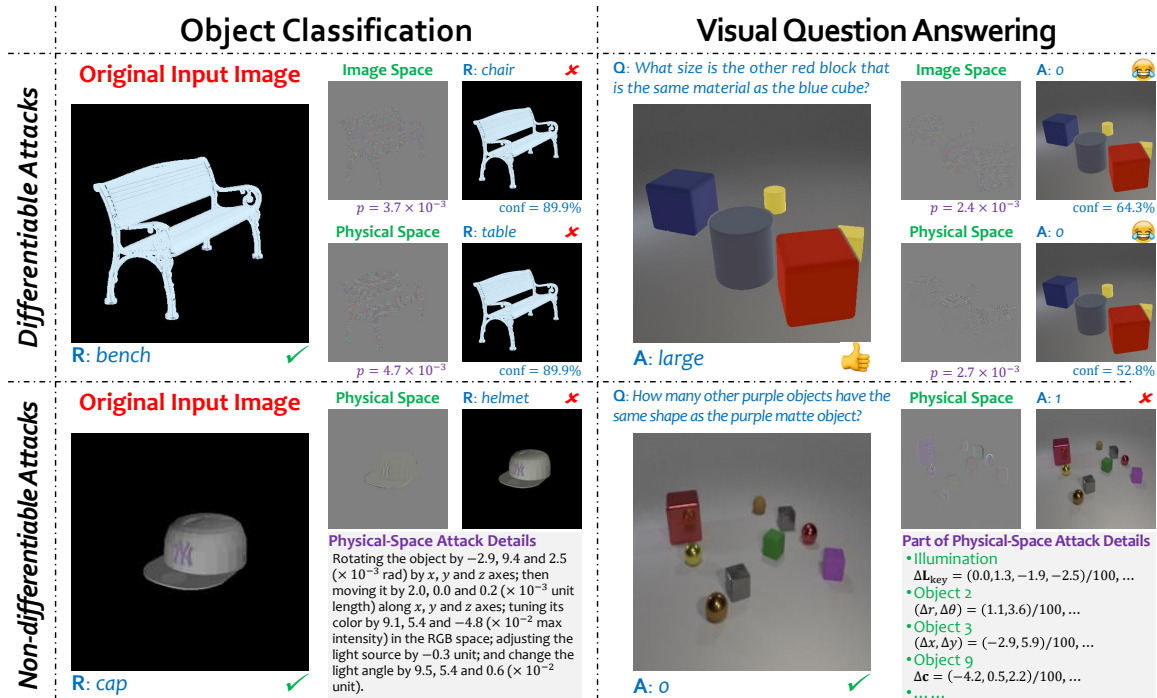 Object Classification
Visual Question Answering
Differentiable Attacks
Original Input Image
Image Space
R: chair ✘
p = 3.7 × 10⁻³
conf = 89.9%
Physical Space
R: table ✘
p = 4.7 × 10⁻³
conf = 89.9%
R: bench ✓
Q: What size is the other red block that
is the same material as the blue cube?
Image Space
A: 0 😂
p = 2.4 × 10⁻³
conf = 64.3%
Physical Space
A: 0 😂
p = 2.7 × 10⁻³
conf = 52.8%
A: large 👍
Non-differentiable Attacks
Original Input Image
NY
R: cap ✓
Physical Space
R: helmet ✘
NY
NY
Physical-Space Attack Details
Rotating the object by −2.9, 9.4 and 2.5
(× 10⁻³ rad) by x, y and z axes; then
moving it by 2.0, 0.0 and 0.2 (× 10⁻³ unit
length) along x, y and z axes; tuning its
color by 9.1, 5.4 and −4.8 (× 10⁻² max
intensity) in the RGB space; adjusting the
light source by −0.3 unit; and change the
light angle by 9.5, 5.4 and 0.6 (× 10⁻²
unit).
Q: How many other purple objects have the
same shape as the purple matte object?
A: 0 ✓
Physical Space
A: 1 ✘
Part of Physical-Space Attack Details
• Illumination
ΔL_key = (0.0,1.3, −1.9, −2.5)/100, …
• Object 2
(Δr, Δθ) = (1.1,3.6)/100, …
• Object 3
(Δx, Δy) = (−2.9, 5.9)/100, …
• Object 9
Δc = (−4.2, 0.5,2.2)/100, …
• … …